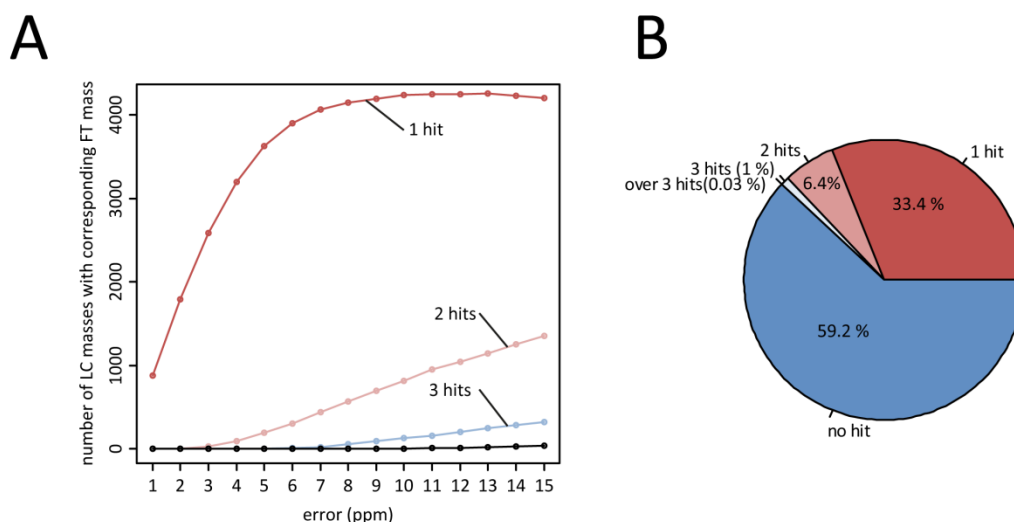 A
number of LC masses with corresponding FT mass
4000
3000
2000
1000
0
1 hit
2 hits
3 hits
1 2 3 4 5 6 7 8 9 10 11 12 13 14 15
error (ppm)
B
2 hits
1 hit
3 hits (1 %)
over 3 hits(0.03 %)
6.4%
33.4 %
59.2 %
no hit